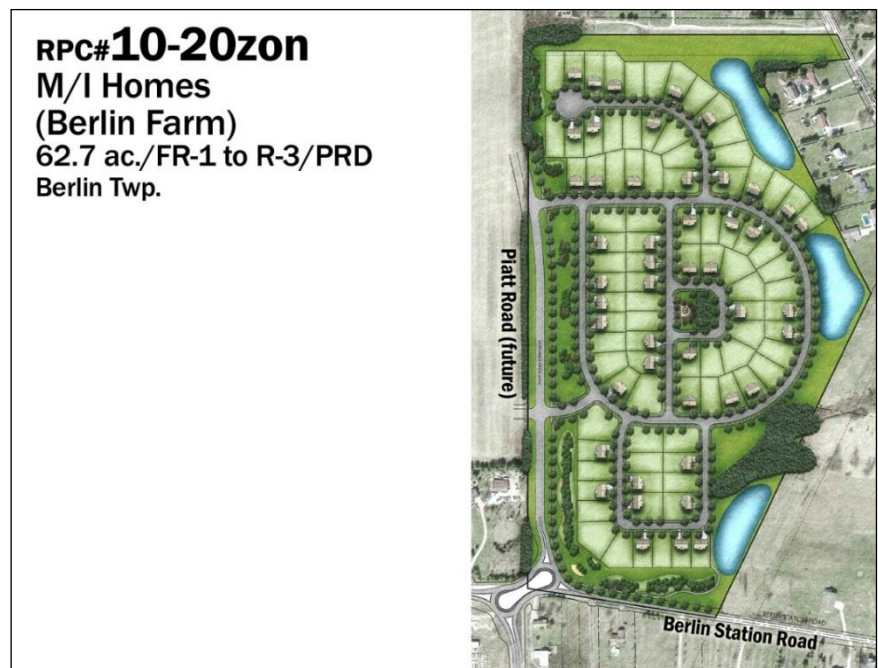 RPC#10-20zon
M/I Homes
(Berlin Farm)
62.7 ac./FR-1 to R-3/PRD
Berlin Twp.
Piatt Road (future)
Berlin Station Road